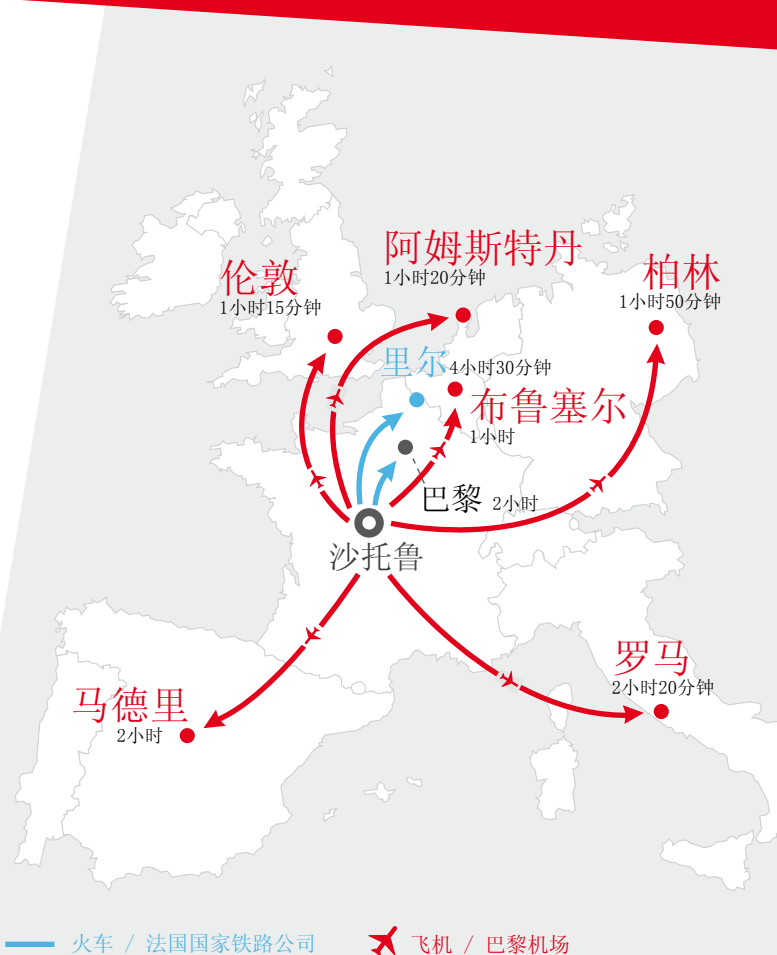 阿姆斯特丹
1小时20分钟
伦敦
1小时15分钟
柏林
1小时50分钟
里尔 4小时30分钟
布鲁塞尔
1小时
巴黎 2小时
沙托鲁
罗马
2小时20分钟
马德里
2小时
火车 / 法国国家铁路公司
飞机 / 巴黎机场